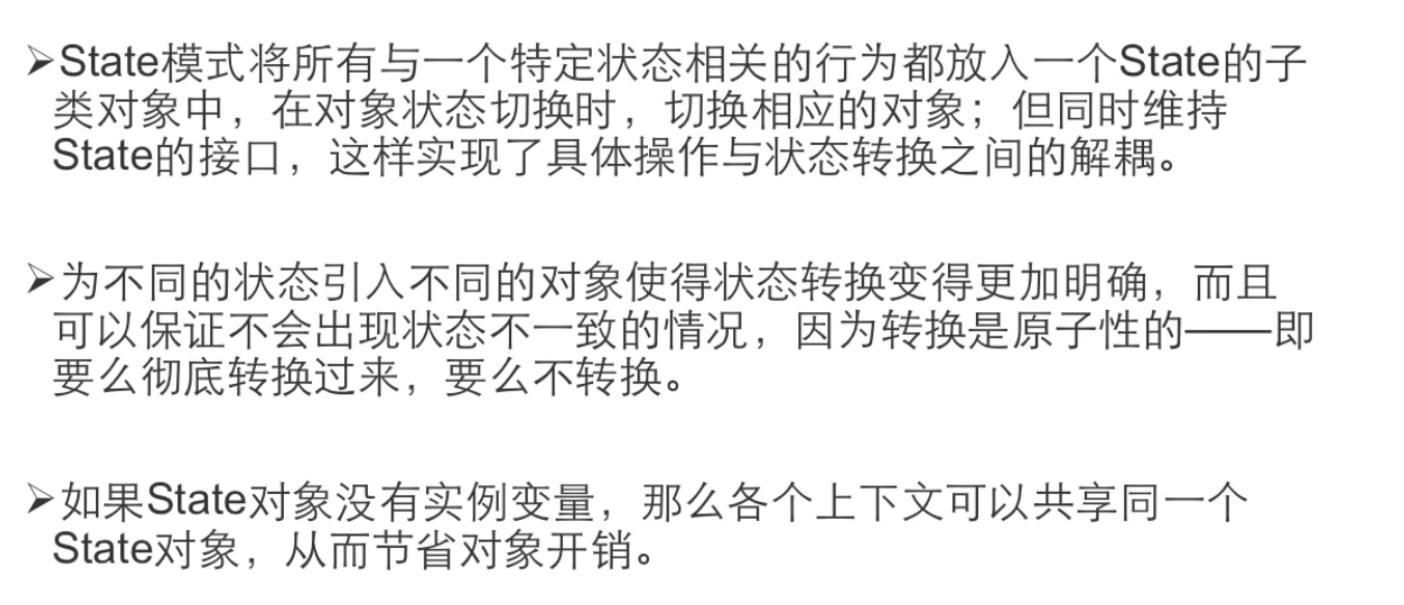 ➢State模式将所有与一个特定状态相关的行为都放入一个State的子
类对象中，在对象状态切换时，切换相应的对象；但同时维持
State的接口，这样实现了具体操作与状态转换之间的解耦。
➢为不同的状态引入不同的对象使得状态转换变得更加明确，而且
可以保证不会出现状态不一致的情况，因为转换是原子性的——即
要么彻底转换过来，要么不转换。
➢如果State对象没有实例变量，那么各个上下文可以共享同一个
State对象，从而节省对象开销。